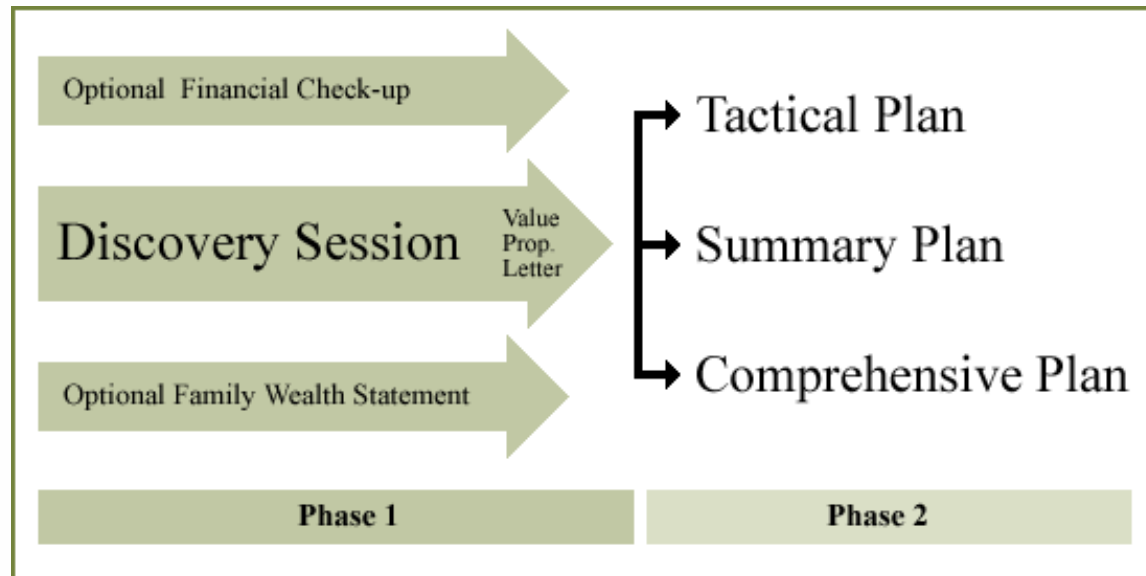 Optional Financial Check-up
Discovery Session
Value
Prop.
Letter
Optional Family Wealth Statement
Tactical Plan
Summary Plan
Comprehensive Plan
Phase 1
Phase 2